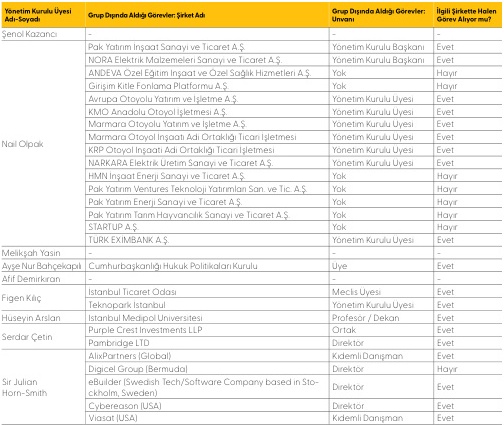 Yönetim Kurulu Üyesi Adı-Soyadı | Grup Dışında Aldığı Görevler: Şirket Adı | Grup Dışında Aldığı Görevler: Unvanı | İlgili Şirkette Halen Görev Alıyor mu?
Şenol Kazancı | - | - | -
Nail Olpak | Pak Yatırım İnşaat Sanayi ve Ticaret A.Ş. | Yönetim Kurulu Başkanı | Evet
NORA Elektrik Malzemeleri Sanayi ve Ticaret A.Ş. | Yönetim Kurulu Başkanı | Evet
ANDEVA Özel Eğitim İnşaat ve Özel Sağlık Hizmetleri A.Ş. | Yok | Hayır
Girişim Kitle Fonlama Platformu A.Ş. | Yok | Hayır
Avrupa Otoyolu Yatırım ve İşletme A.Ş. | Yönetim Kurulu Üyesi | Evet
KMO Anadolu Otoyol İşletmesi A.Ş. | Yönetim Kurulu Üyesi | Evet
Marmara Otoyolu Yatırım ve İşletme A.Ş. | Yönetim Kurulu Üyesi | Evet
Marmara Otoyol İnşaatı Adi Ortaklığı Ticari İşletmesi | Yönetim Kurulu Üyesi | Evet
KRP Otoyol İnşaatı Adi Ortaklığı Ticari İşletmesi | Yönetim Kurulu Üyesi | Evet
NARKARA Elektrik Üretim Sanayi ve Ticaret A.Ş. | Yönetim Kurulu Üyesi | Evet
HMN İnşaat Enerji Sanayi ve Ticaret A.Ş. | Yok | Hayır
Pak Yatırım Ventures Teknoloji Yatırımları San. ve Tic. A.Ş. | Yok | Hayır
Pak Yatırım Enerji Sanayi ve Ticaret A.Ş. | Yok | Hayır
Pak Yatırım Tarım Hayvancılık Sanayi ve Ticaret A.Ş. | Yok | Hayır
STARTUP A.Ş. | Yok | Hayır
TÜRK EXIMBANK A.Ş. | Yönetim Kurulu Üyesi | Evet
Melikşah Yasin | - | - | -
Ayşe Nur Bahçekapılı | Cumhurbaşkanlığı Hukuk Politikaları Kurulu | Üye | Evet
Afif Demirkıran | - | - | -
Figen Kılıç | İstanbul Ticaret Odası | Meclis Üyesi | Evet
Teknopark İstanbul | Yönetim Kurulu Üyesi | Evet
Hüseyin Arslan | İstanbul Medipol Üniversitesi | Profesör / Dekan | Evet
Serdar Çetin | Purple Crest Investments LLP | Ortak | Evet
Pambridge LTD | Direktör | Evet
Sir Julian Horn-Smith | AlixPartners (Global) | Kıdemli Danışman | Evet
Digicel Group (Bermuda) | Direktör | Hayır
eBuilder (Swedish Tech/Software Company based in Sto-
ckholm, Sweden) | Direktör | Evet
Cybereason (USA) | Direktör | Evet
Viasat (USA) | Kıdemli Danışman | Evet